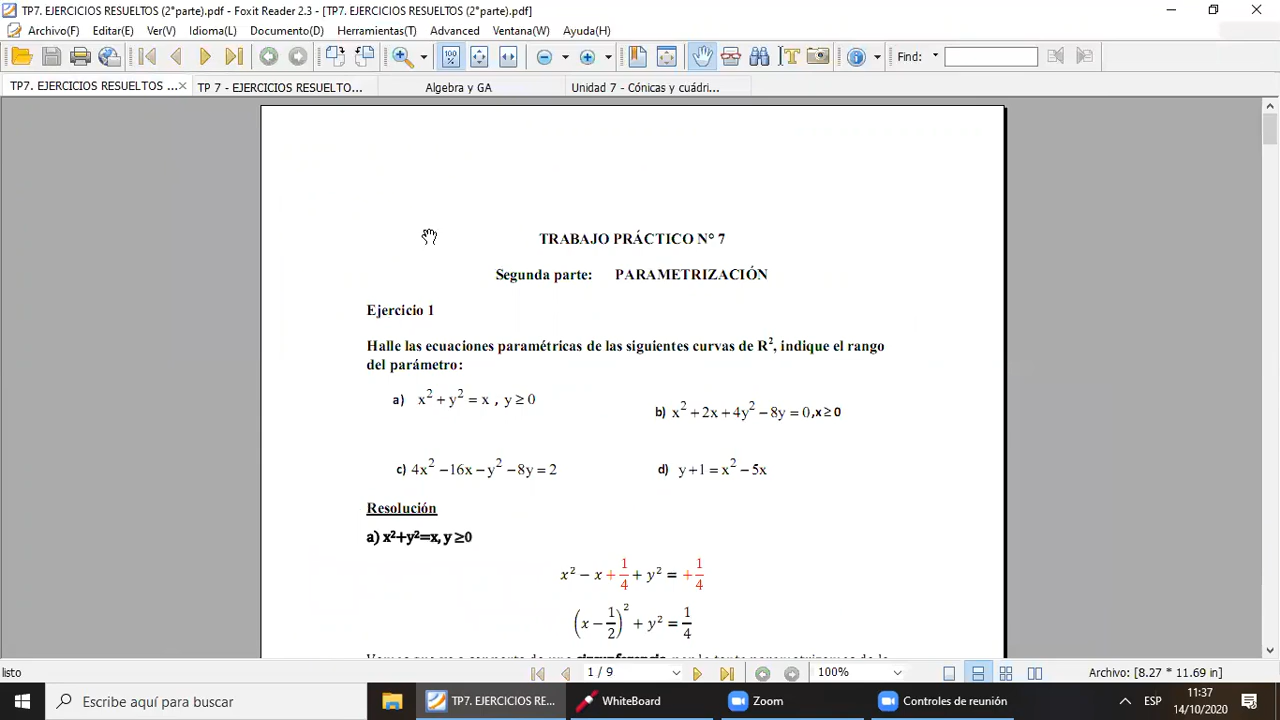 TP7. EJERCICIOS RESUELTOS (2°parte).pdf - Foxit Reader 2.3 - [TP7. EJERCICIOS RESUELTOS (2°parte).pdf]
Archivo(F) Editar(E) Ver(V) Idioma(L) Documento(D) Herramientas(T) Advanced Ventana(W) Ayuda(H)
Find:
TP7. EJERCICIOS RESUELTOS ... TP 7 - EJERCICIOS RESUELTO... Algebra y GA Unidad 7 - Cónicas y cuádri...
TRABAJO PRÁCTICO N° 7
Segunda parte: PARAMETRIZACIÓN
Ejercicio 1
Halle las ecuaciones paramétricas de las siguientes curvas de R², indique el rango
del parámetro:
a) x² + y² = x , y ≥ 0
b) x² + 2x + 4y² − 8y = 0 ,x ≥ 0
c) 4x² − 16x − y² − 8y = 2 d) y + 1 = x² − 5x
Resolución
a) x²+y²=x, y ≥0
x² − x + 1/4 + y² = + 1/4
(x − 1/2)² + y² = 1/4
listo 1 / 9 100% Archivo: [8.27 * 11.69 in]
Escribe aquí para buscar TP7. EJERCICIOS RE... WhiteBoard Zoom Controles de reunión ESP 11:37
14/10/2020